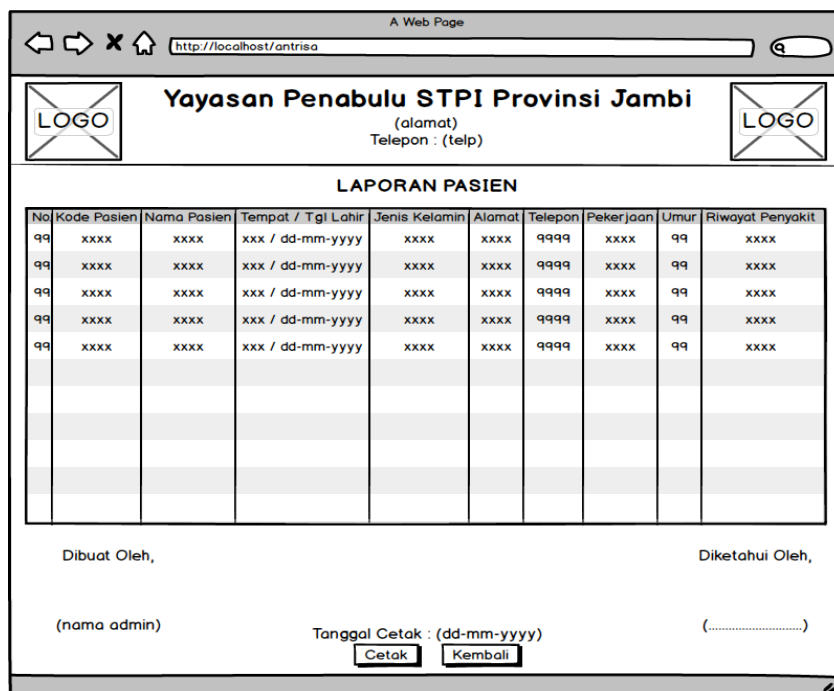 A Web Page
http://localhost/antrisa
LOGO Yayasan Penabulu STPI Provinsi Jambi LOGO
(alamat)
Telepon : (telp)
LAPORAN PASIEN
No Kode Pasien Nama Pasien Tempat / Tgl Lahir Jenis Kelamin Alamat Telepon Pekerjaan Umur Riwayat Penyakit
99 xxxx xxxx xxx / dd-mm-yyyy xxxx xxxx 9999 xxxx 99 xxxx
99 xxxx xxxx xxx / dd-mm-yyyy xxxx xxxx 9999 xxxx 99 xxxx
99 xxxx xxxx xxx / dd-mm-yyyy xxxx xxxx 9999 xxxx 99 xxxx
99 xxxx xxxx xxx / dd-mm-yyyy xxxx xxxx 9999 xxxx 99 xxxx
99 xxxx xxxx xxx / dd-mm-yyyy xxxx xxxx 9999 xxxx 99 xxxx
Dibuat Oleh, Diketahui Oleh,
(nama admin) (............................)
Tanggal Cetak : (dd-mm-yyyy)
Cetak Kembali